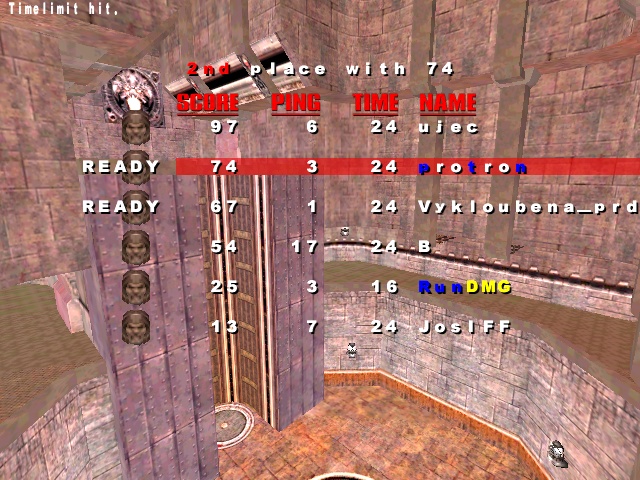 Timelimit hit.
2nd place with 74
SCORE PING TIME NAME
97 6 24 ujec
READY 74 3 24 protron
READY 67 1 24 Vykloubena_prd
54 17 24 B
25 3 16 RunDMG
13 7 24 JosIFF